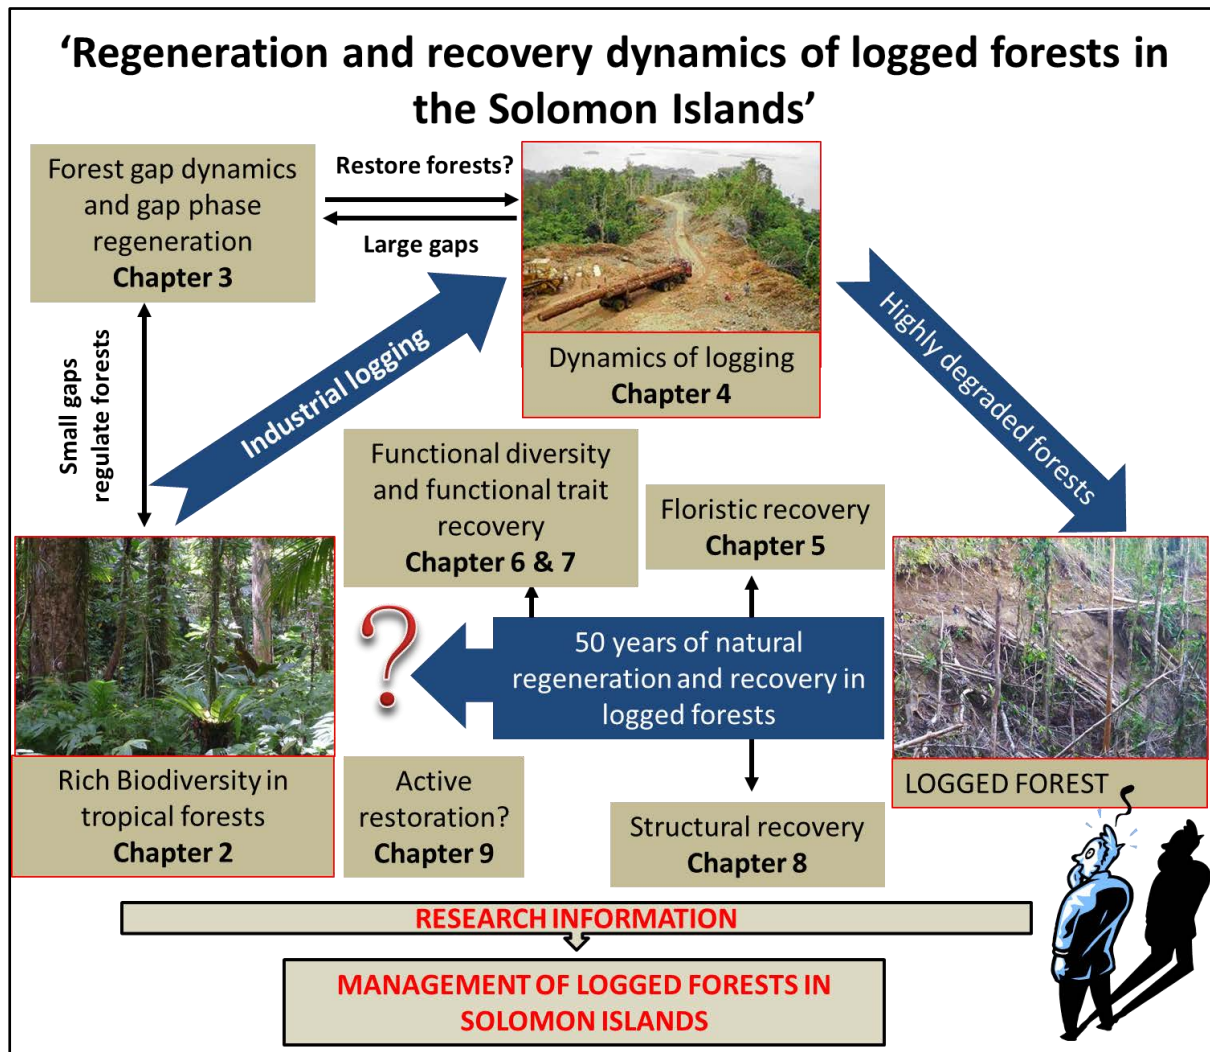 ‘Regeneration and recovery dynamics of logged forests in
the Solomon Islands’
Forest gap dynamics
and gap phase
regeneration
Chapter 3
Restore forests?
Large gaps
Dynamics of logging
Chapter 4
Small gaps
regulate forests
Industrial logging
Highly degraded forests
Functional diversity
and functional trait
recovery
Chapter 6 & 7
Floristic recovery
Chapter 5
50 years of natural
regeneration and recovery in
logged forests
?
Rich Biodiversity in
tropical forests
Chapter 2
Active
restoration?
Chapter 9
Structural recovery
Chapter 8
LOGGED FOREST
RESEARCH INFORMATION
MANAGEMENT OF LOGGED FORESTS IN
SOLOMON ISLANDS